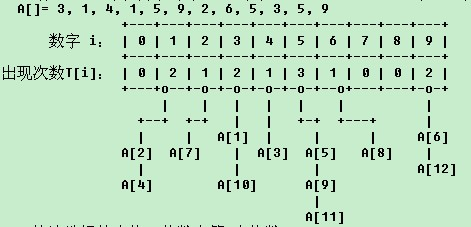 A[]= 3, 1, 4, 1, 5, 9, 2, 6, 5, 3, 5, 9
+---+---+---+---+---+---+---+---+---+---+
数字 i: | 0 | 1 | 2 | 3 | 4 | 5 | 6 | 7 | 8 | 9 |
+---+---+---+---+---+---+---+---+---+---+
出现次数T[i]: | 0 | 2 | 1 | 2 | 1 | 3 | 1 | 0 | 0 | 2 |
+---+-o-+-o-+-o-+-o-+-o-+-o-+---+---+-o-+
| | | | | | |
+--+ +-+ | | +-+ +---+ |
| | A[1] | | | A[6]
A[2] A[7] | A[3] A[5] A[8] |
| | | A[12]
A[4] A[10] A[9]
|
A[11]